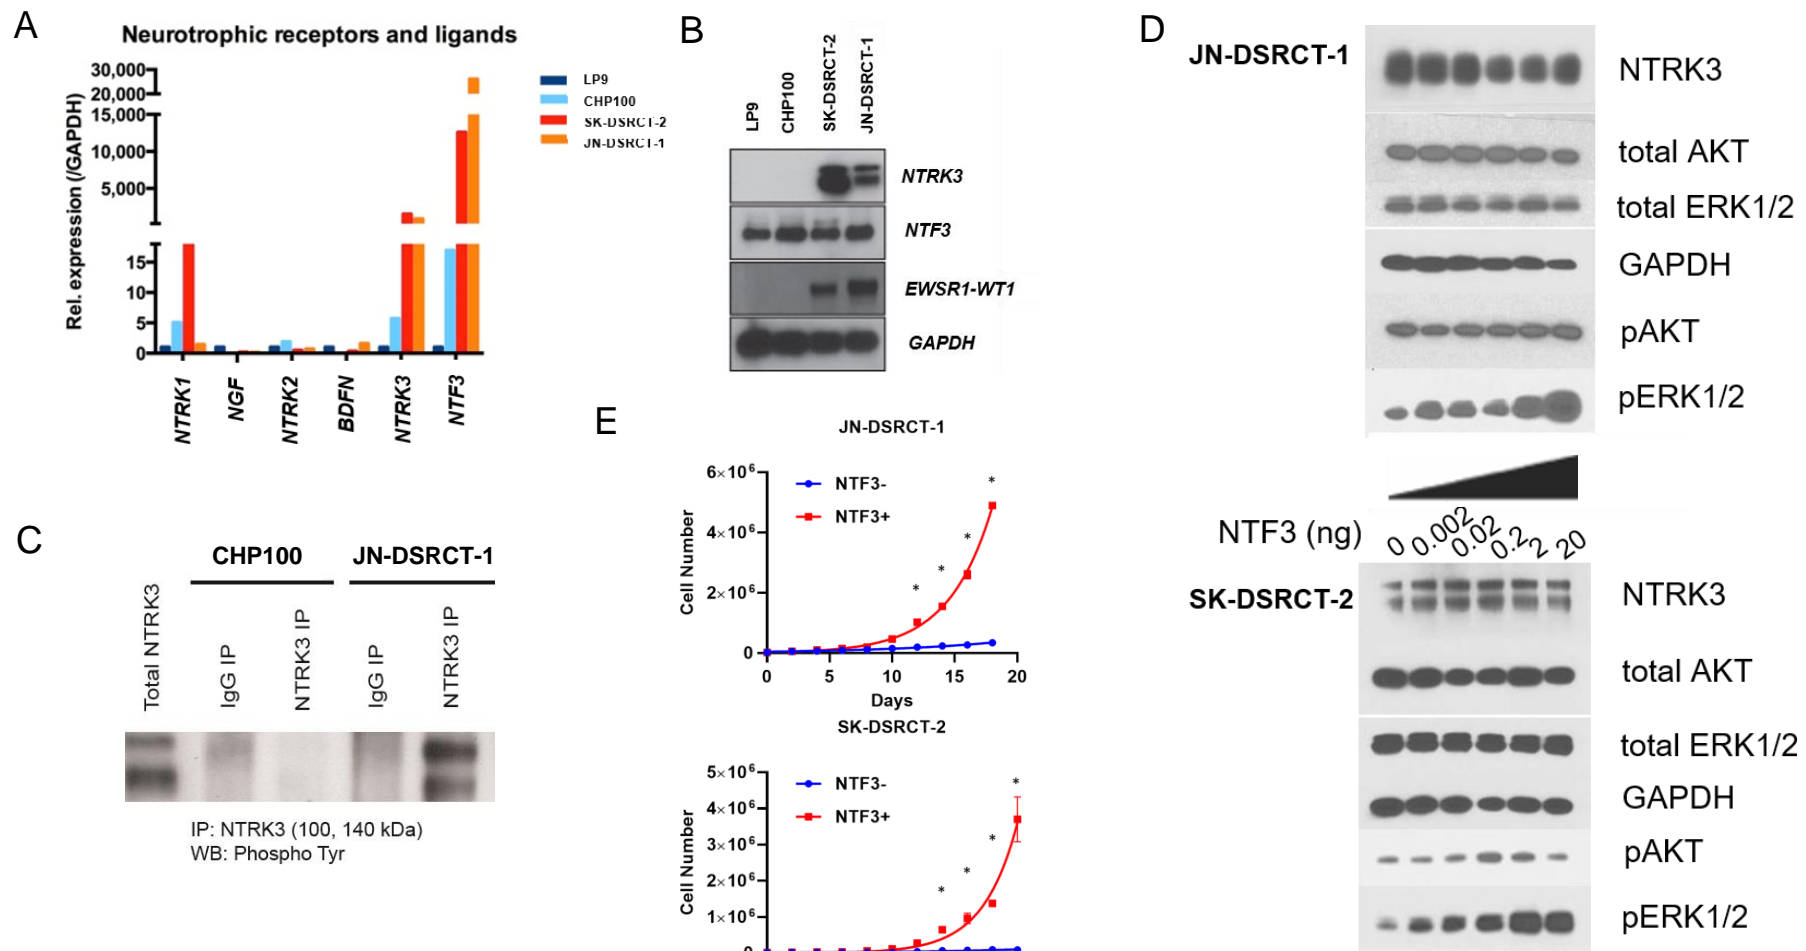 A
Neurotrophic receptors and ligands
Rel. expression (/GAPDH)
30,000
20,000
15,000
10,000
5,000
15
10
5
0
NTRK1
NGF
NTRK2
BDFN
NTRK3
NTF3
LP9
CHP100
SK-DSRCT-2
JN-DSRCT-1
B
LP9
CHP100
SK-DSRCT-2
JN-DSRCT-1
NTRK3
NTF3
EWSR1-WT1
GAPDH
C
CHP100
JN-DSRCT-1
Total NTRK3
IgG IP
NTRK3 IP
IgG IP
NTRK3 IP
IP: NTRK3 (100, 140 kDa)
WB: Phospho Tyr
D
JN-DSRCT-1
NTRK3
total AKT
total ERK1/2
GAPDH
pAKT
pERK1/2
NTF3 (ng)
0
0.002
0.02
0.2
2
20
SK-DSRCT-2
NTRK3
total AKT
total ERK1/2
GAPDH
pAKT
pERK1/2
E
JN-DSRCT-1
Cell Number
6×10⁶
4×10⁶
2×10⁶
0
NTF3-
NTF3+
*
*
*
*
0 5 10 15 20
Days
SK-DSRCT-2
Cell Number
5×10⁶
4×10⁶
3×10⁶
2×10⁶
1×10⁶
0
NTF3-
NTF3+
*
*
*
*